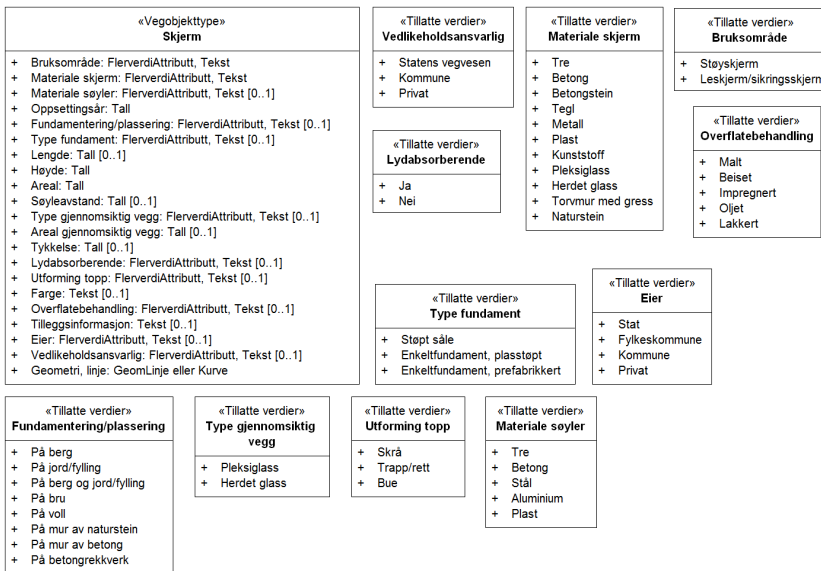 «Vegobjekttype»
Skjerm
+ Bruksområde: FlerverdiAttributt, Tekst
+ Materiale skjerm: FlerverdiAttributt, Tekst
+ Materiale søyler: FlerverdiAttributt, Tekst [0..1]
+ Oppsettingsår: Tall
+ Fundamentering/plassering: FlerverdiAttributt, Tekst [0..1]
+ Type fundament: FlerverdiAttributt, Tekst [0..1]
+ Lengde: Tall [0..1]
+ Høyde: Tall
+ Areal: Tall
+ Søyleavstand: Tall [0..1]
+ Type gjennomsiktig vegg: FlerverdiAttributt, Tekst [0..1]
+ Areal gjennomsiktig vegg: Tall [0..1]
+ Tykkelse: Tall [0..1]
+ Lydabsorberende: FlerverdiAttributt, Tekst [0..1]
+ Utforming topp: FlerverdiAttributt, Tekst [0..1]
+ Farge: Tekst [0..1]
+ Overflatebehandling: FlerverdiAttributt, Tekst [0..1]
+ Tilleggsinformasjon: Tekst [0..1]
+ Eier: FlerverdiAttributt, Tekst [0..1]
+ Vedlikeholdsansvarlig: FlerverdiAttributt, Tekst [0..1]
+ Geometri, linje: GeomLinje eller Kurve
«Tillatte verdier»
Vedlikeholdsansvarlig
+ Statens vegvesen
+ Kommune
+ Privat
«Tillatte verdier»
Materiale skjerm
+ Tre
+ Betong
+ Betongstein
+ Tegl
+ Metall
+ Plast
+ Kunststoff
+ Pleksiglass
+ Herdet glass
+ Torvmur med gress
+ Naturstein
«Tillatte verdier»
Bruksområde
+ Støyskjerm
+ Leskjerm/sikringsskjerm
«Tillatte verdier»
Lydabsorberende
+ Ja
+ Nei
«Tillatte verdier»
Overflatebehandling
+ Malt
+ Beiset
+ Impregnert
+ Oljet
+ Lakkert
«Tillatte verdier»
Type fundament
+ Støpt såle
+ Enkeltfundament, plasstøpt
+ Enkeltfundament, prefabrikkert
«Tillatte verdier»
Eier
+ Stat
+ Fylkeskommune
+ Kommune
+ Privat
«Tillatte verdier»
Fundamentering/plassering
+ På berg
+ På jord/fylling
+ På berg og jord/fylling
+ På bru
+ På voll
+ På mur av naturstein
+ På mur av betong
+ På betongrekkverk
«Tillatte verdier»
Type gjennomsiktig
vegg
+ Pleksiglass
+ Herdet glass
«Tillatte verdier»
Utforming topp
+ Skrå
+ Trapp/rett
+ Bue
«Tillatte verdier»
Materiale søyler
+ Tre
+ Betong
+ Stål
+ Aluminium
+ Plast